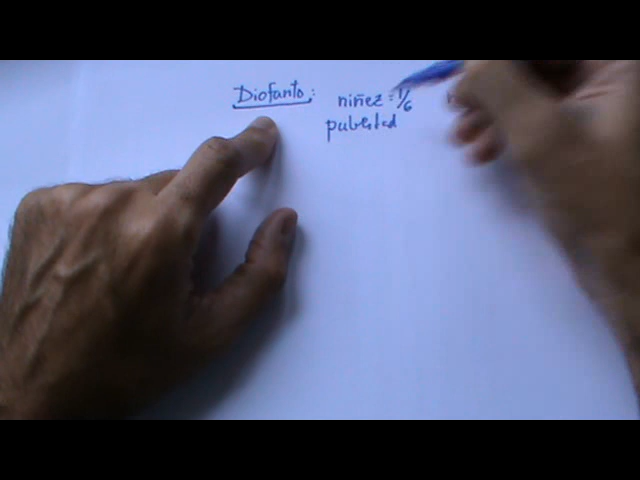 Diofanto:
niñez = 1/6
pubertad